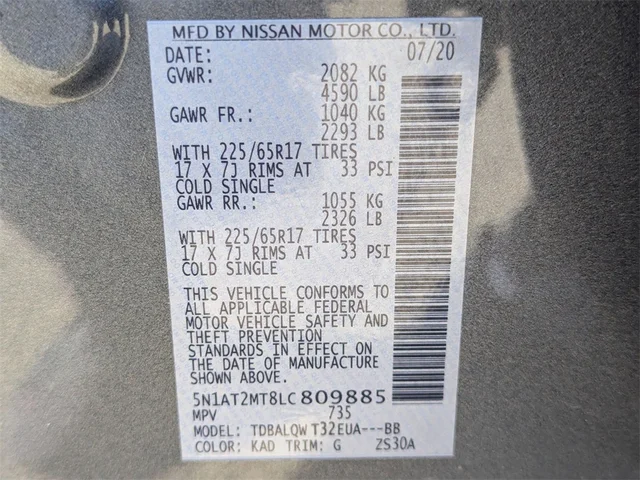 MFD BY NISSAN MOTOR CO., LTD.
DATE: 07/20
GVWR: 2082 KG
4590 LB
GAWR FR.: 1040 KG
2293 LB
WITH 225/65R17 TIRES
17 X 7J RIMS AT 33 PSI
COLD SINGLE
GAWR RR.: 1055 KG
2326 LB
WITH 225/65R17 TIRES
17 X 7J RIMS AT 33 PSI
COLD SINGLE
THIS VEHICLE CONFORMS TO
ALL APPLICABLE FEDERAL
MOTOR VEHICLE SAFETY AND
THEFT PREVENTION
STANDARDS IN EFFECT ON
THE DATE OF MANUFACTURE
SHOWN ABOVE.
5N1AT2MT8LC809885
MPV 735
MODEL: TDBALQWT32EUA---BB
COLOR: KAD TRIM: G ZS30A